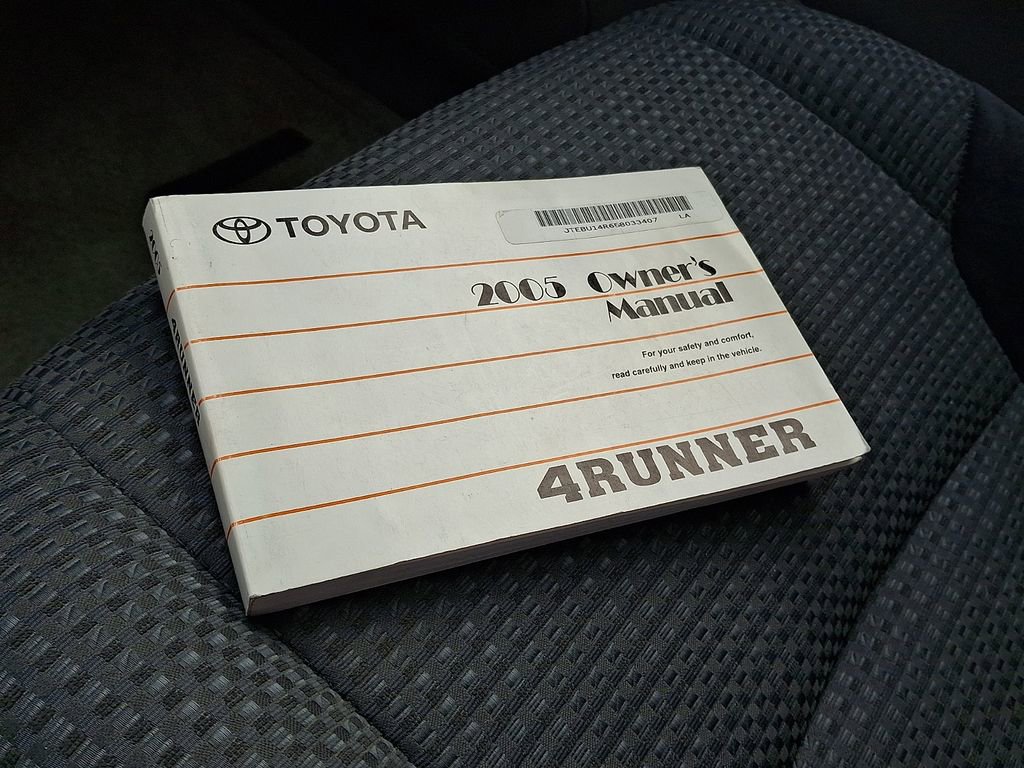 TOYOTA
JTEBU14R658033407 LA
2005 Owner's
Manual
For your safety and comfort,
read carefully and keep in the vehicle.
4RUNNER
4RUNNER